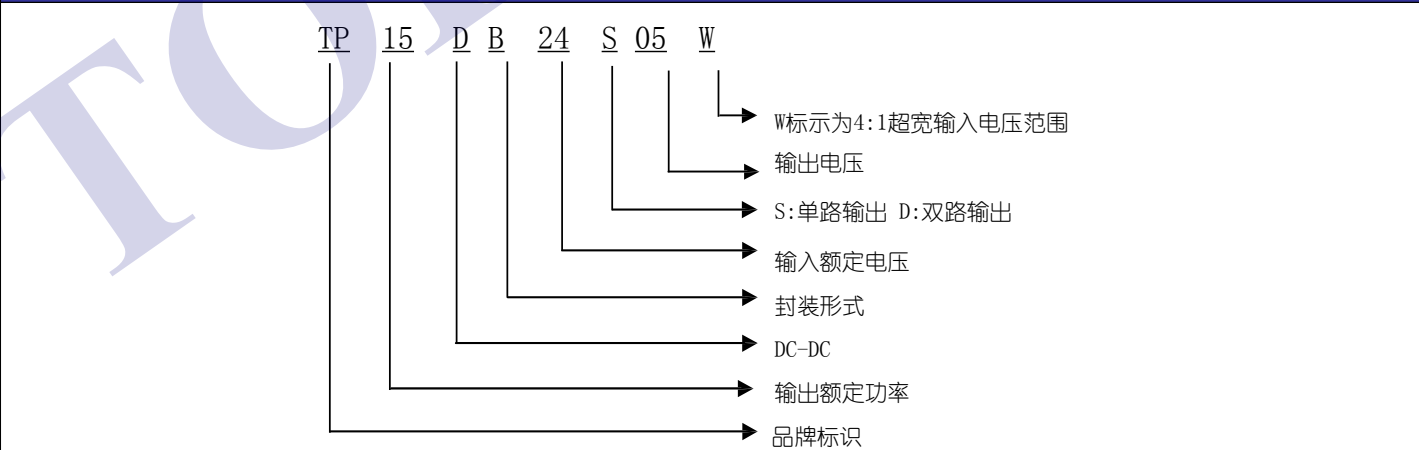 TP 15 D B 24 S 05 W
W标示为4:1超宽输入电压范围
输出电压
S:单路输出 D:双路输出
输入额定电压
封装形式
DC-DC
输出额定功率
品牌标识